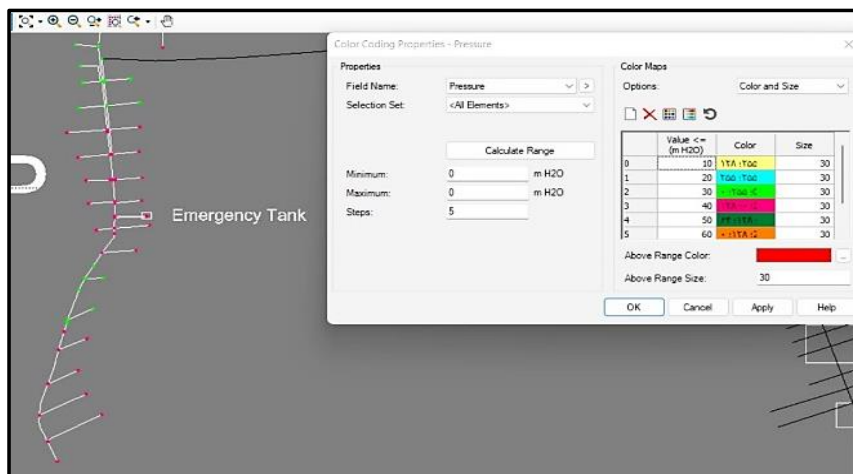 Color Coding Properties - Pressure
Properties
Field Name: Pressure >
Selection Set: <All Elements>
Calculate Range
Minimum: 0 m H2O
Maximum: 0 m H2O
Steps: 5
Color Maps
Options: Color and Size
Value <= (m H2O) Color Size
0 10 30
1 20 30
2 30 30
3 40 30
4 50 30
5 60 30
Above Range Color: ...
Above Range Size: 30
OK Cancel Apply Help
Emergency Tank